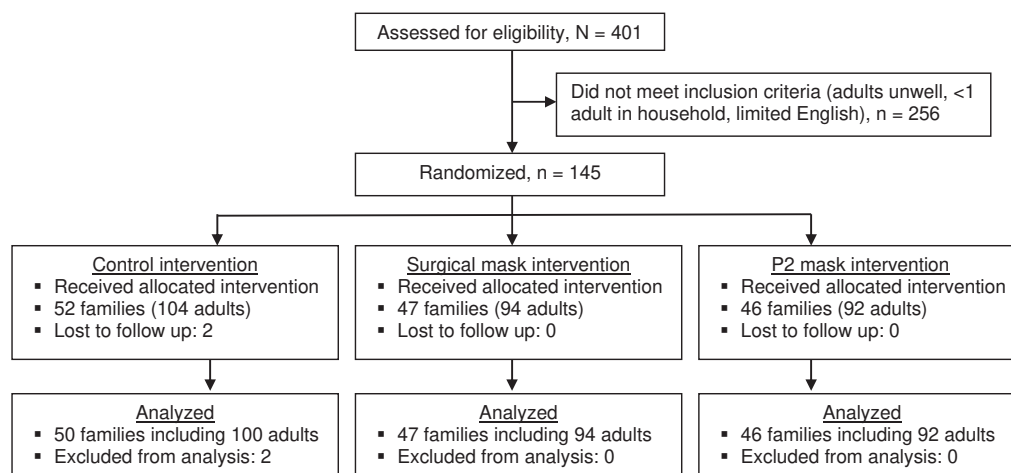 Assessed for eligibility, N = 401
Did not meet inclusion criteria (adults unwell, <1
adult in household, limited English), n = 256
Randomized, n = 145
Control intervention
▪ Received allocated intervention
▪ 52 families (104 adults)
▪ Lost to follow up: 2
Surgical mask intervention
▪ Received allocated intervention
▪ 47 families (94 adults)
▪ Lost to follow up: 0
P2 mask intervention
▪ Received allocated intervention
▪ 46 families (92 adults)
▪ Lost to follow up: 0
Analyzed
▪ 50 families including 100 adults
▪ Excluded from analysis: 2
Analyzed
▪ 47 families including 94 adults
▪ Excluded from analysis: 0
Analyzed
▪ 46 families including 92 adults
▪ Excluded from analysis: 0